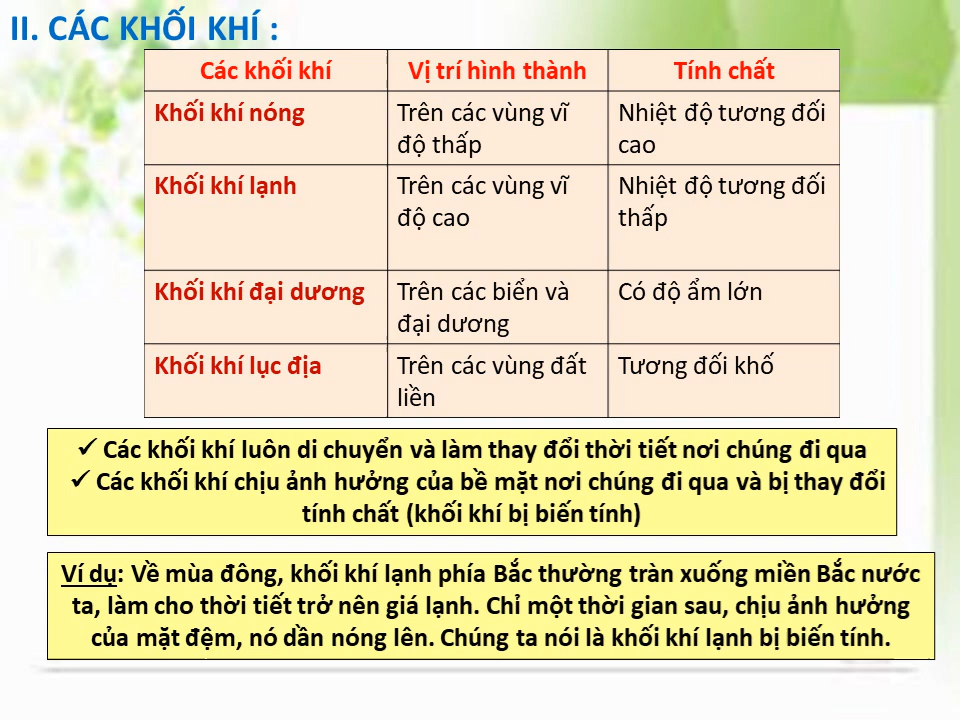 II. CÁC KHỐI KHÍ :
Các khối khí Vị trí hình thành Tính chất
Khối khí nóng Trên các vùng vĩ Nhiệt độ tương đối
độ thấp cao
Khối khí lạnh Trên các vùng vĩ Nhiệt độ tương đối
độ cao thấp
Khối khí đại dương Trên các biển và Có độ ẩm lớn
đại dương
Khối khí lục địa Trên các vùng đất Tương đối khố
liền
✓ Các khối khí luôn di chuyển và làm thay đổi thời tiết nơi chúng đi qua
✓ Các khối khí chịu ảnh hưởng của bề mặt nơi chúng đi qua và bị thay đổi
tính chất (khối khí bị biến tính)
Ví dụ: Về mùa đông, khối khí lạnh phía Bắc thường tràn xuống miền Bắc nước
ta, làm cho thời tiết trở nên giá lạnh. Chỉ một thời gian sau, chịu ảnh hưởng
của mặt đệm, nó dần nóng lên. Chúng ta nói là khối khí lạnh bị biến tính.